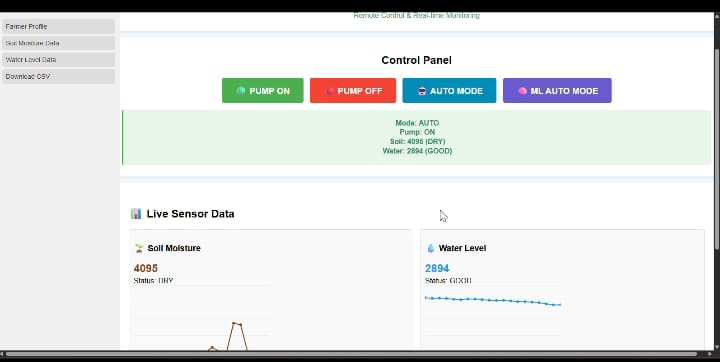 Remote Control & Real-time Monitoring
Farmer Profile
Soil Moisture Data
Water Level Data
Download CSV
Control Panel
PUMP ON
PUMP OFF
AUTO MODE
ML AUTO MODE
Mode: AUTO
Pump: ON
Soil: 4095 (DRY)
Water: 2894 (GOOD)
Live Sensor Data
Soil Moisture
4095
Status: DRY
Water Level
2894
Status: GOOD